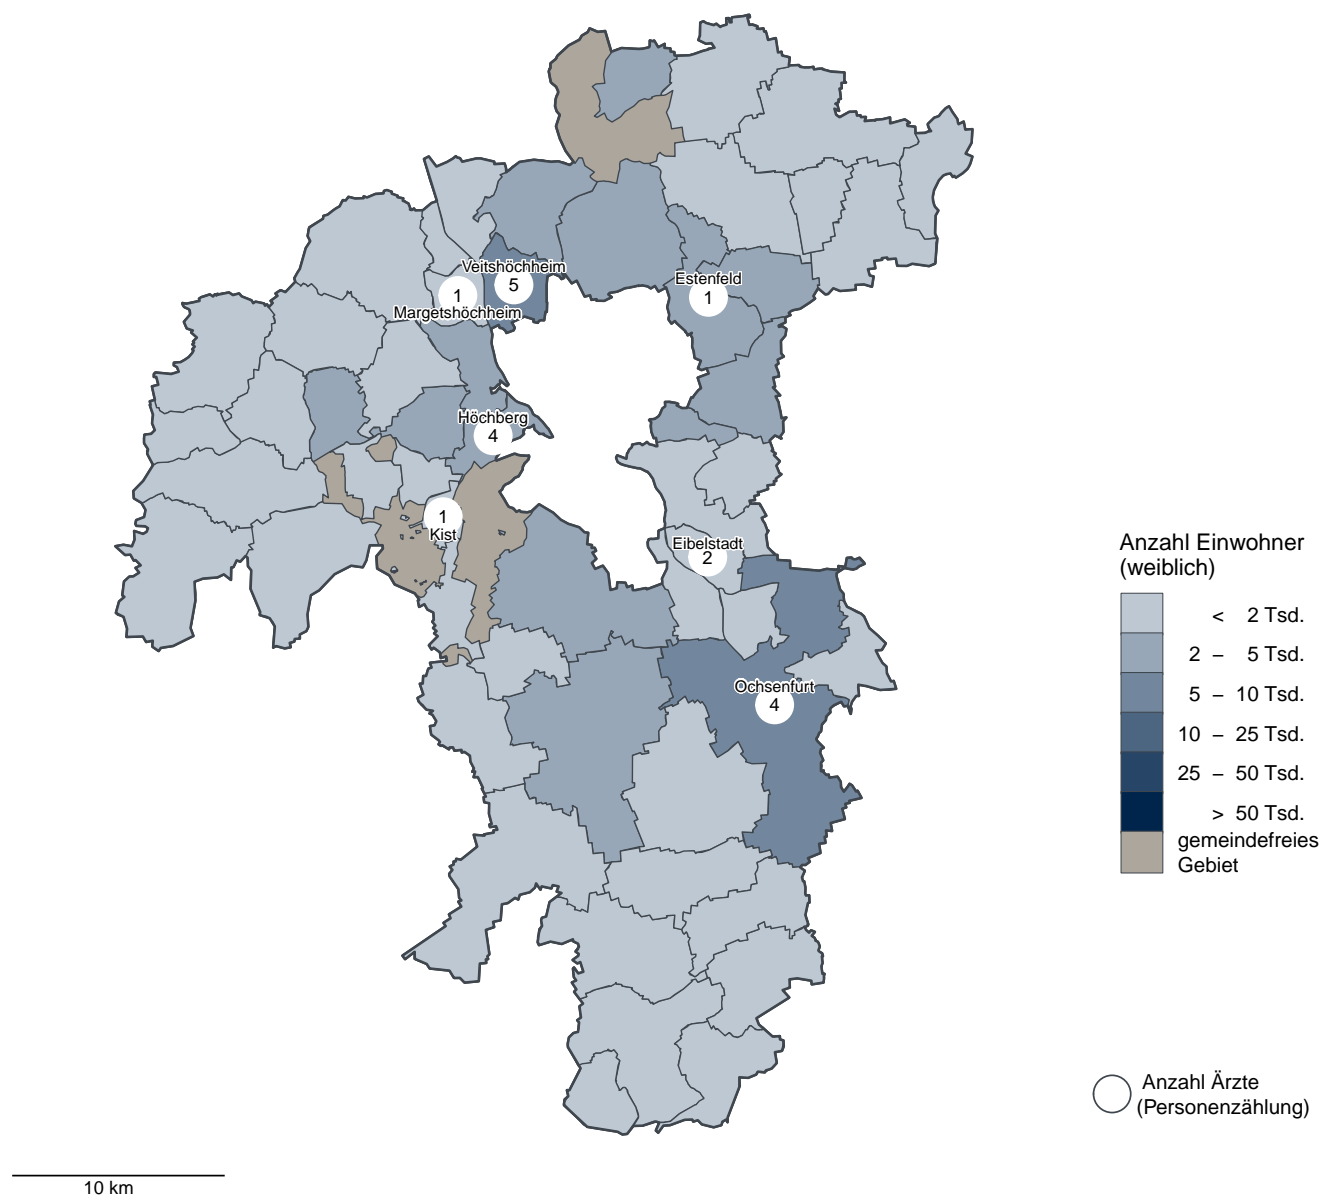 Veitshöchheim
5
1
Margetshöchheim
Estenfeld
1
Höchberg
4
1
Kist
Eibelstadt
2
Ochsenfurt
4
Anzahl Einwohner
(weiblich)
< 2 Tsd.
2 – 5 Tsd.
5 – 10 Tsd.
10 – 25 Tsd.
25 – 50 Tsd.
> 50 Tsd.
gemeindefreies
Gebiet
Anzahl Ärzte
(Personenzählung)
10 km